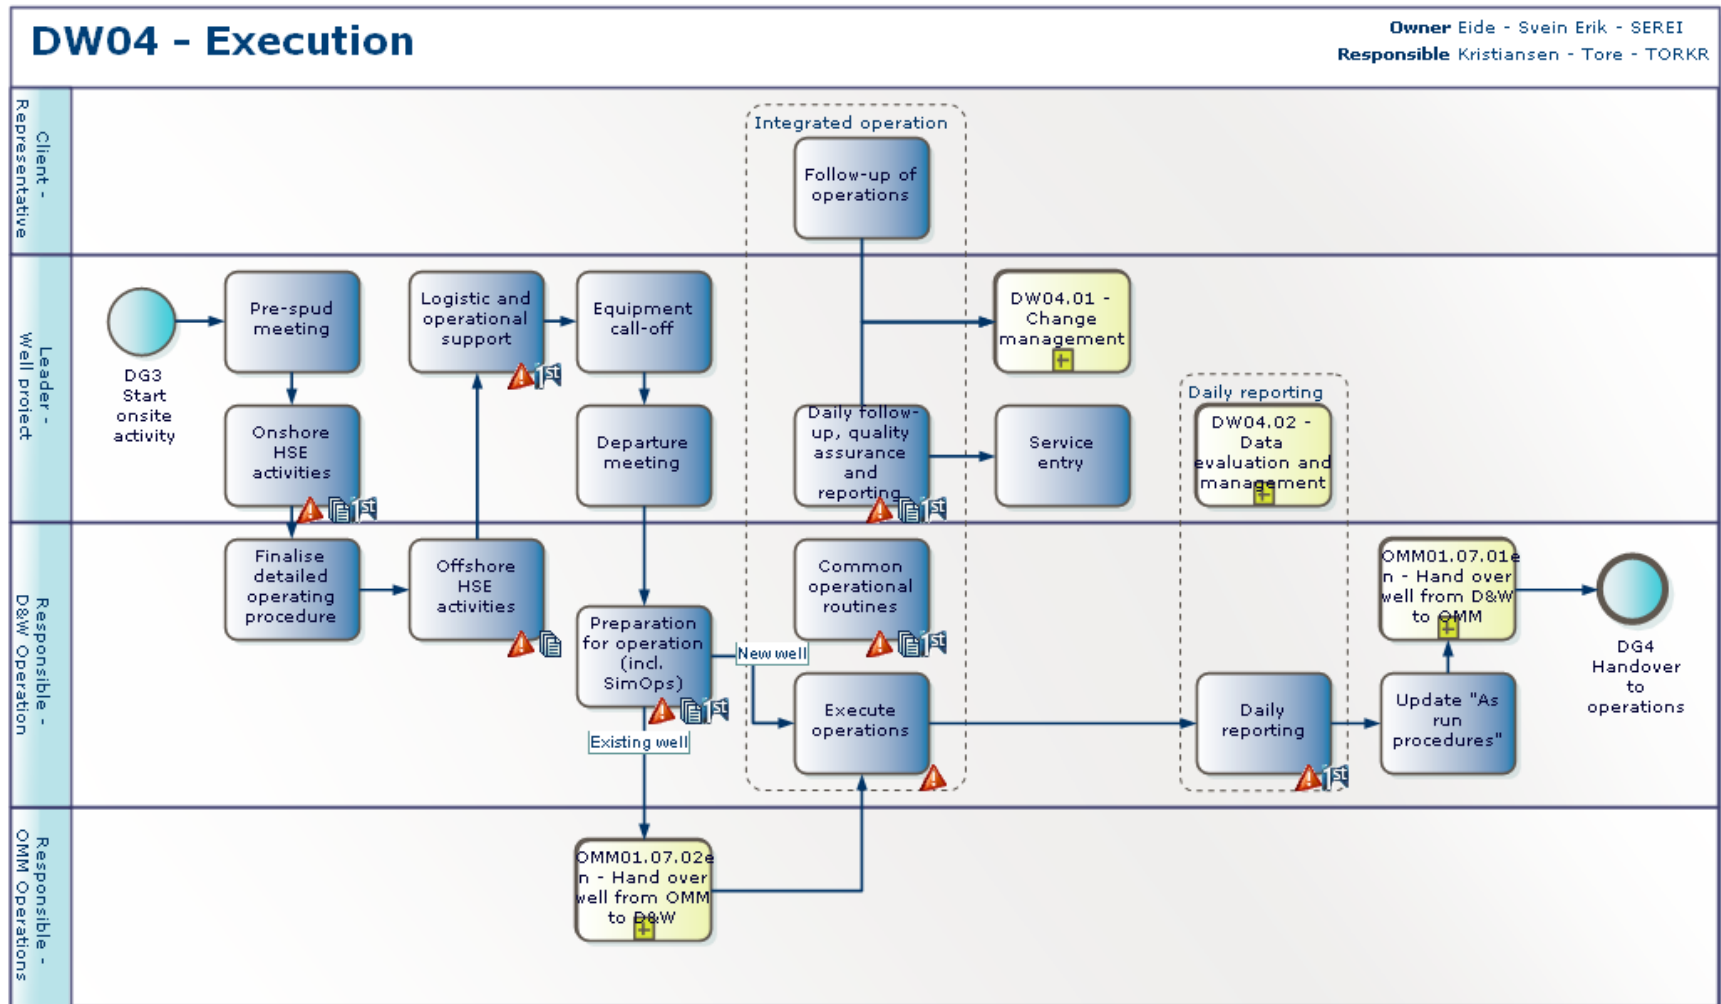 DW04 - Execution
Owner Eide - Svein Erik - SEREI
Responsible Kristiansen - Tore - TORKR
Client -
Representative
Integrated operation
Follow-up of
operations
Leader -
Well project
DG3
Start
onsite
activity
Pre-spud
meeting
Onshore
HSE
activities
1st
Logistic and
operational
support
1st
Equipment
call-off
Departure
meeting
Daily follow-
up, quality
assurance
and
reporting
1st
DW04.01 -
Change
management
Service
entry
Daily reporting
DW04.02 -
Data
evaluation and
management
Responsible -
D&W Operation
Finalise
detailed
operating
procedure
Offshore
HSE
activities
Preparation
for operation
(incl.
SimOps)
1st
New well
Existing well
Common
operational
routines
1st
Execute
operations
Daily
reporting
1st
Update "As
run
procedures"
OMM01.07.01e
n - Hand over
well from D&W
to OMM
DG4
Handover
to
operations
Responsible -
OMM Operations
OMM01.07.02e
n - Hand over
well from OMM
to D&W